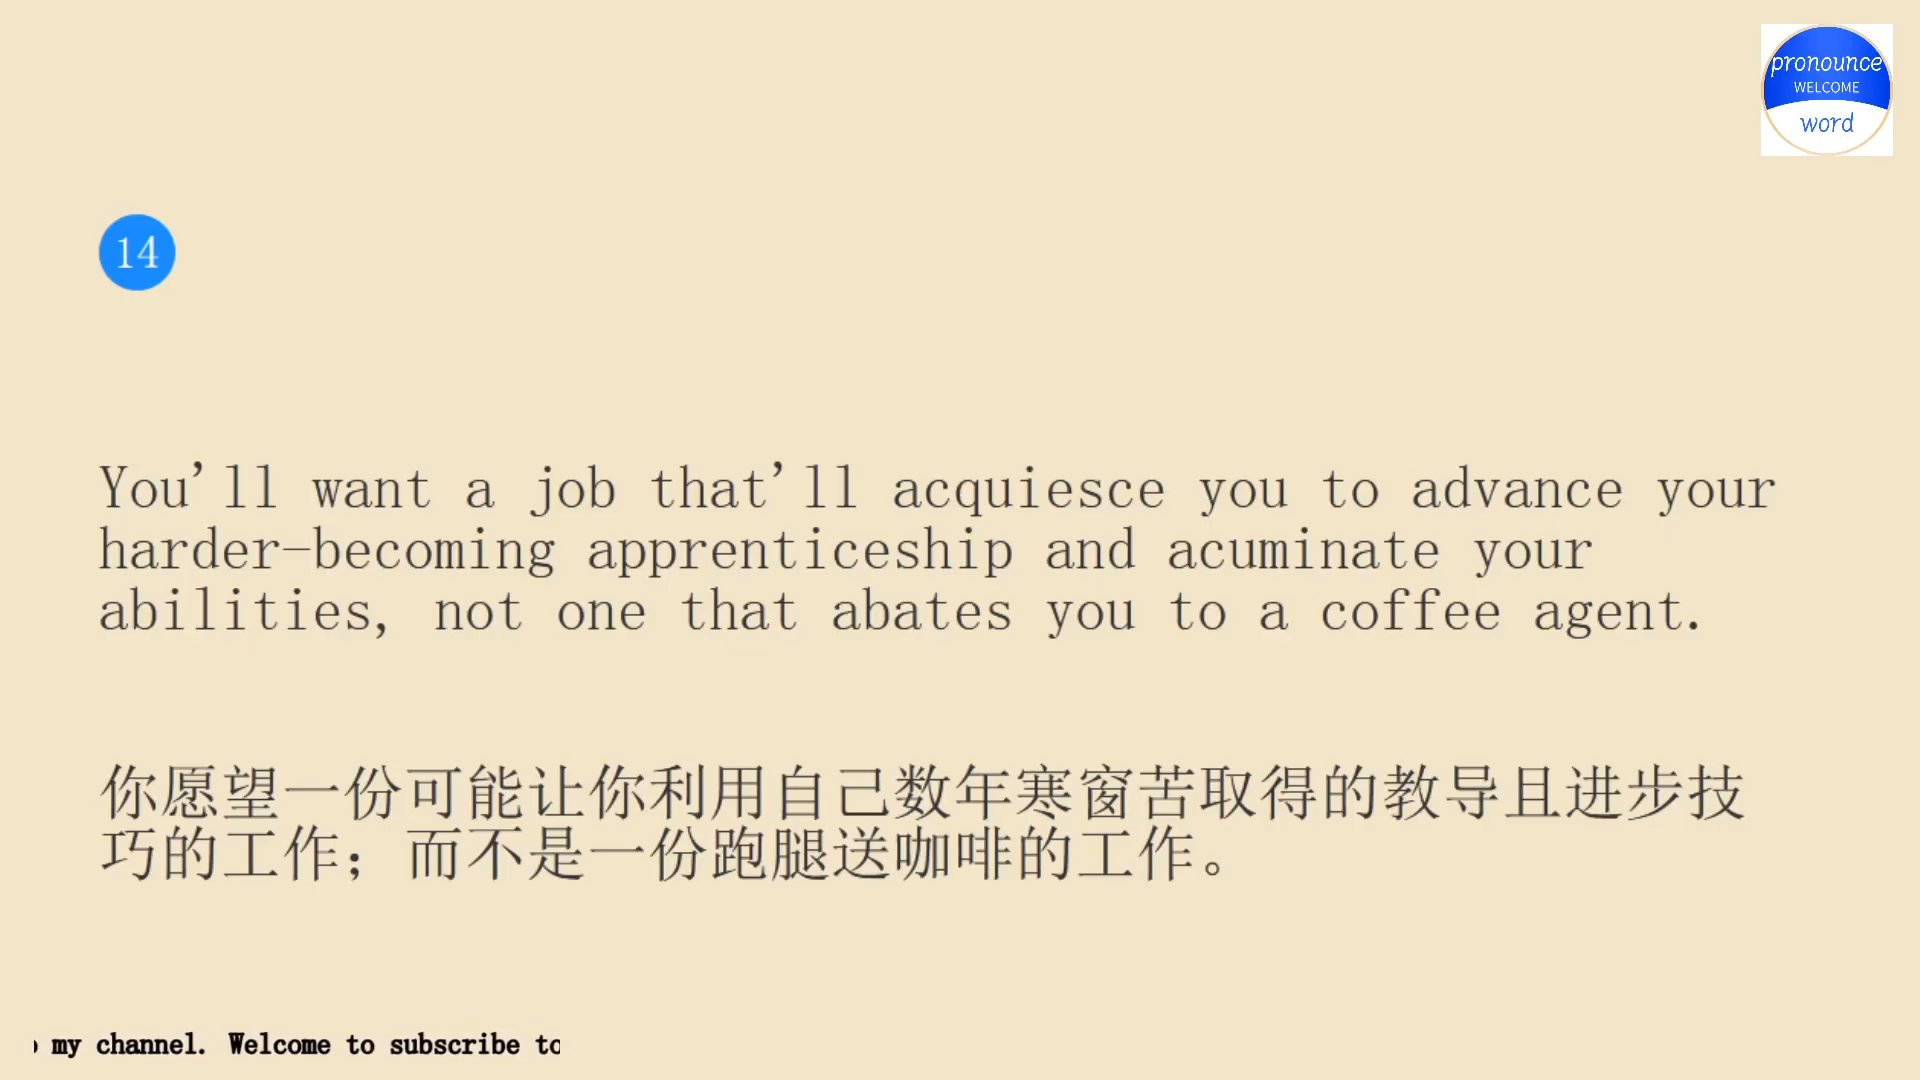 pronounce
WELCOME
word
14
You'll want a job that'll acquiesce you to advance your
harder-becoming apprenticeship and acuminate your
abilities, not one that abates you to a coffee agent.
你愿望一份可能让你利用自己数年寒窗苦取得的教导且进步技
巧的工作；而不是一份跑腿送咖啡的工作。
my channel. Welcome to subscribe to